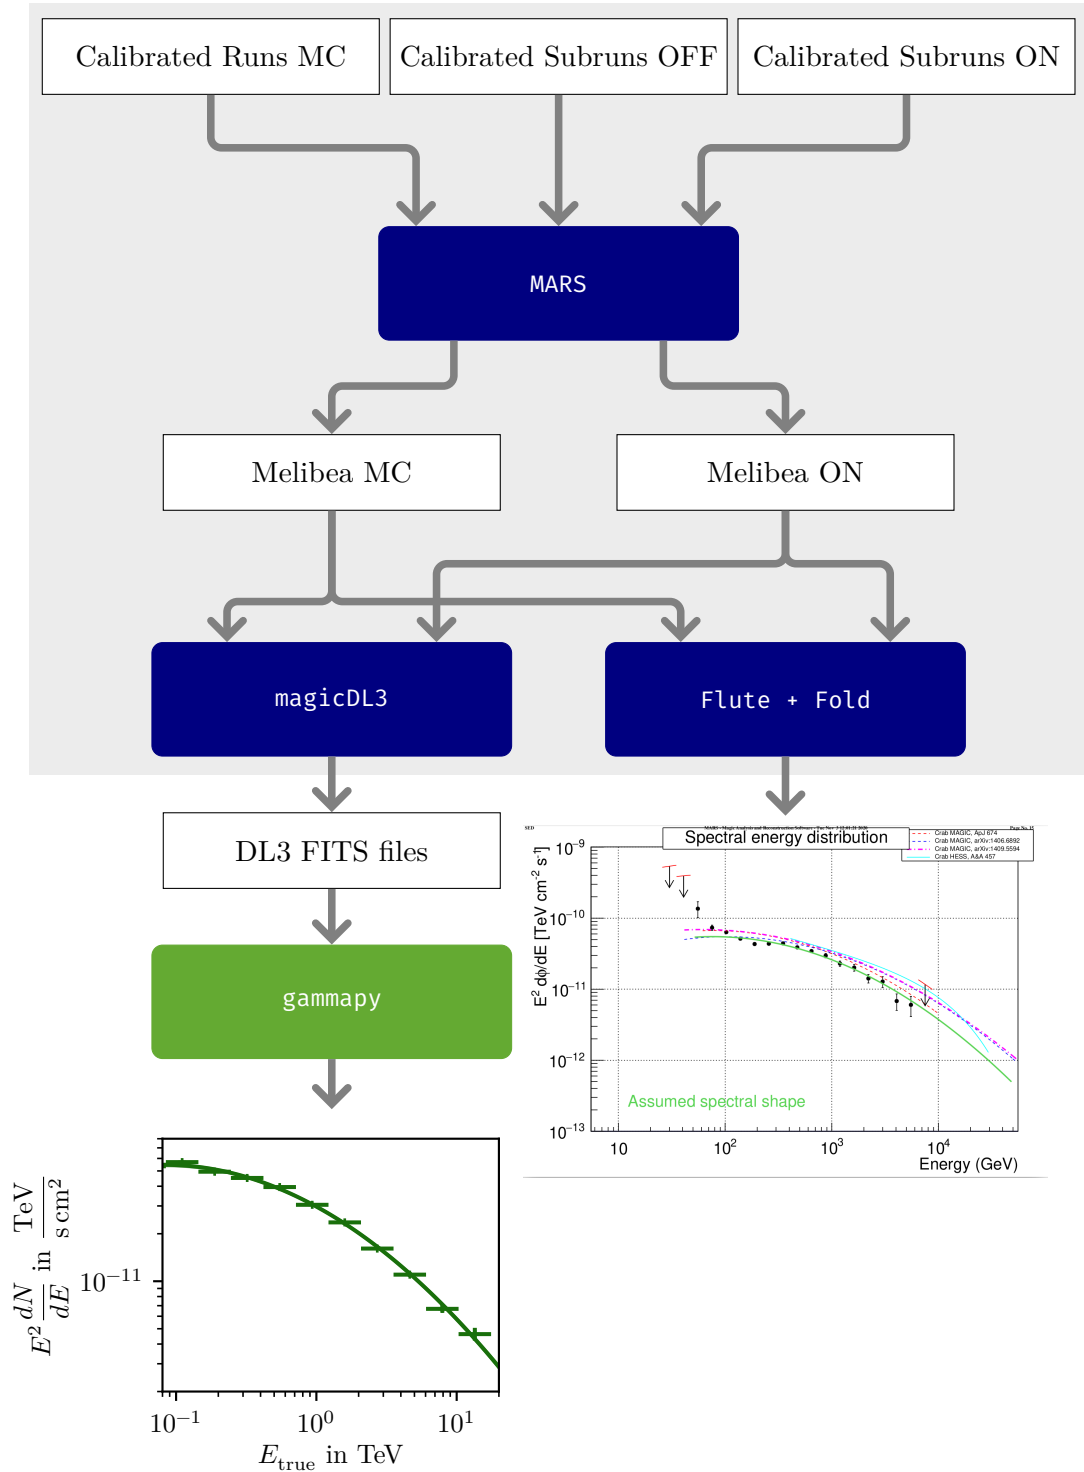 Calibrated Runs MC
Calibrated Subruns OFF
Calibrated Subruns ON
MARS
Melibea MC
Melibea ON
magicDL3
Flute + Fold
DL3 FITS files
gammapy
SED
Page No. 15
Spectral energy distribution
Crab MAGIC, ApJ 674
Crab MAGIC, arXiv:1406.6892
Crab MAGIC, arXiv:1409.5594
Crab HESS, A&A 457
E² dφ/dE [TeV cm⁻² s⁻¹]
10⁻⁹
10⁻¹⁰
10⁻¹¹
10⁻¹²
10⁻¹³
Assumed spectral shape
10 10² 10³ 10⁴
Energy (GeV)
E² dN/dE in TeV/s cm²
10⁻¹¹
10⁻¹ 10⁰ 10¹
E_true in TeV